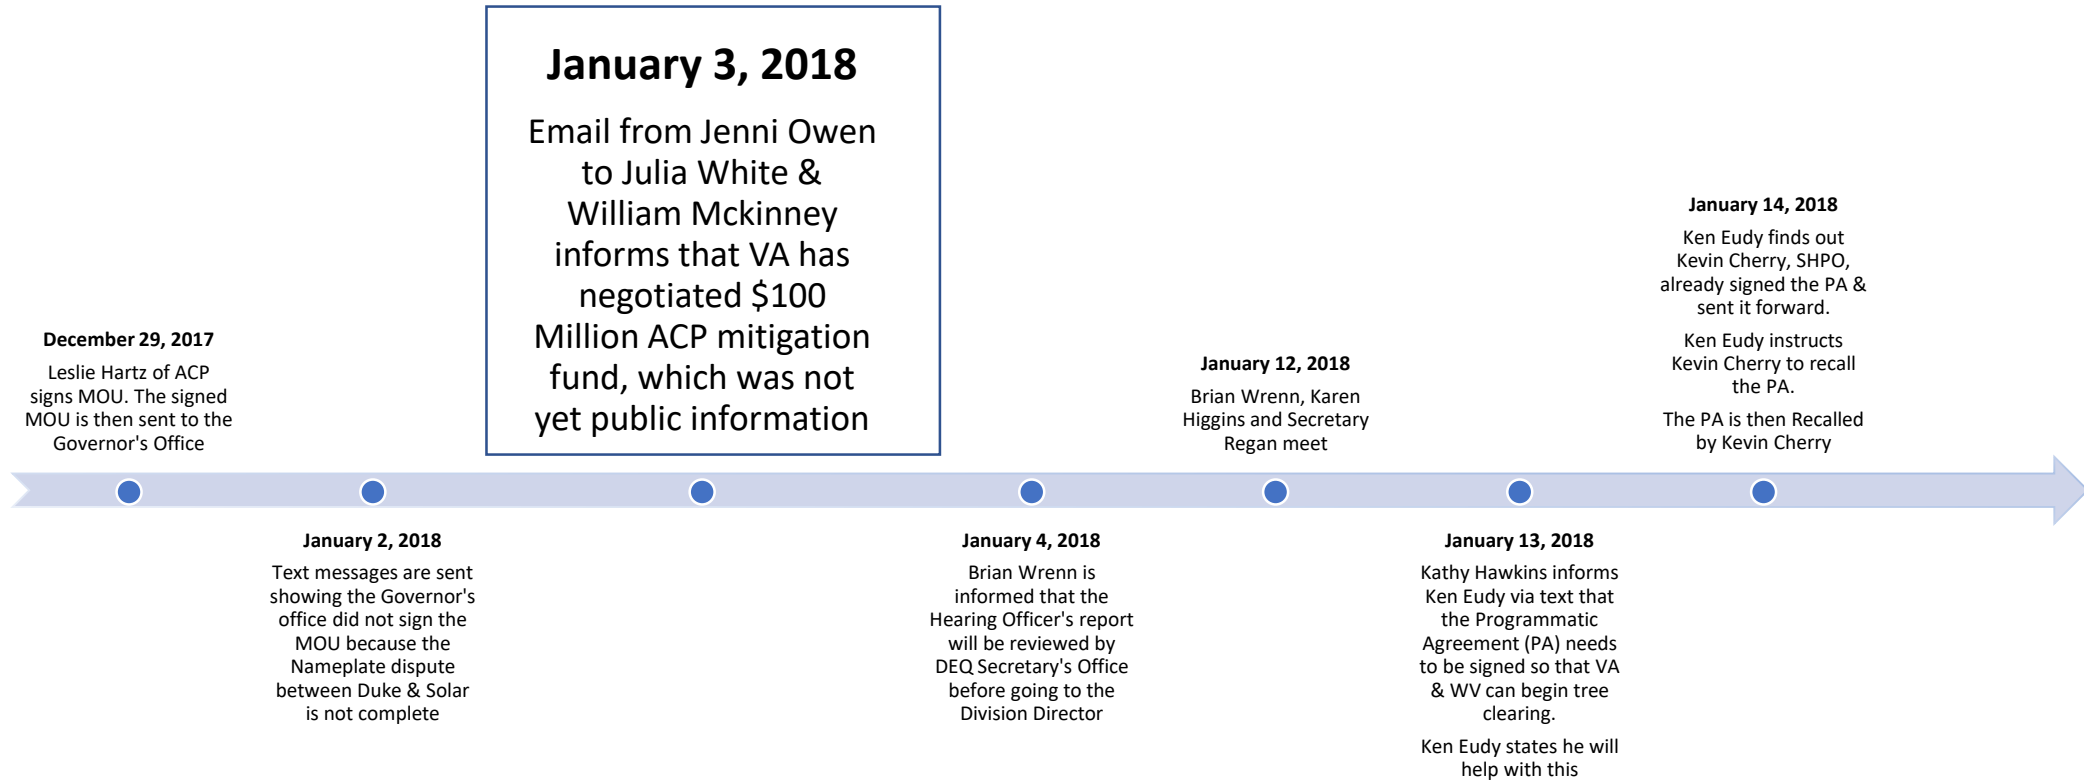 December 29, 2017
Leslie Hartz of ACP
signs MOU. The signed
MOU is then sent to the
Governor's Office
January 2, 2018
Text messages are sent
showing the Governor's
office did not sign the
MOU because the
Nameplate dispute
between Duke & Solar
is not complete
January 3, 2018
Email from Jenni Owen
to Julia White &
William Mckinney
informs that VA has
negotiated $100
Million ACP mitigation
fund, which was not
yet public information
January 4, 2018
Brian Wrenn is
informed that the
Hearing Officer's report
will be reviewed by
DEQ Secretary's Office
before going to the
Division Director
January 12, 2018
Brian Wrenn, Karen
Higgins and Secretary
Regan meet
January 13, 2018
Kathy Hawkins informs
Ken Eudy via text that
the Programmatic
Agreement (PA) needs
to be signed so that VA
& WV can begin tree
clearing.
Ken Eudy states he will
help with this
January 14, 2018
Ken Eudy finds out
Kevin Cherry, SHPO,
already signed the PA &
sent it forward.
Ken Eudy instructs
Kevin Cherry to recall
the PA.
The PA is then Recalled
by Kevin Cherry